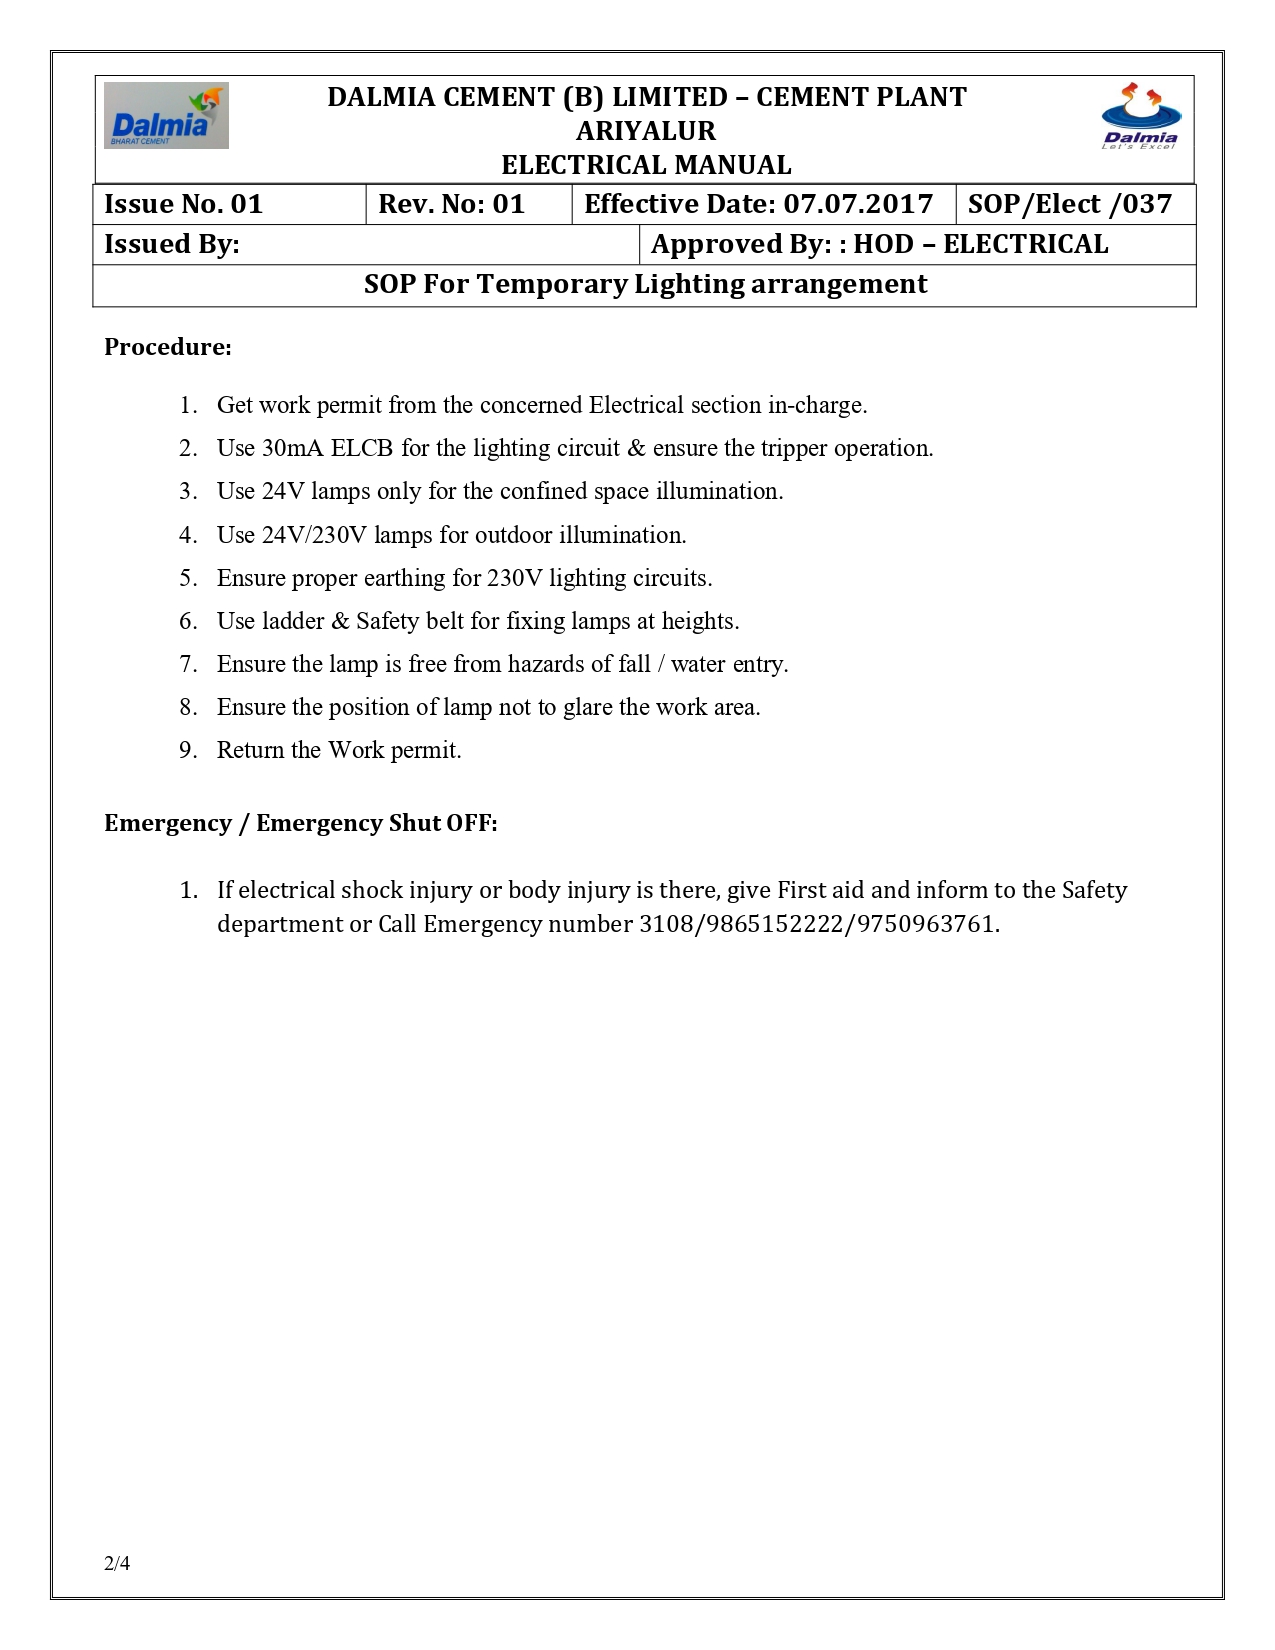 Dalmia
BHARAT CEMENT
DALMIA CEMENT (B) LIMITED – CEMENT PLANT
ARIYALUR
ELECTRICAL MANUAL
Dalmia
Let's Excel
Issue No. 01 Rev. No: 01 Effective Date: 07.07.2017 SOP/Elect /037
Issued By: Approved By: : HOD – ELECTRICAL
SOP For Temporary Lighting arrangement
Procedure:
1. Get work permit from the concerned Electrical section in-charge.
2. Use 30mA ELCB for the lighting circuit & ensure the tripper operation.
3. Use 24V lamps only for the confined space illumination.
4. Use 24V/230V lamps for outdoor illumination.
5. Ensure proper earthing for 230V lighting circuits.
6. Use ladder & Safety belt for fixing lamps at heights.
7. Ensure the lamp is free from hazards of fall / water entry.
8. Ensure the position of lamp not to glare the work area.
9. Return the Work permit.
Emergency / Emergency Shut OFF:
1. If electrical shock injury or body injury is there, give First aid and inform to the Safety
department or Call Emergency number 3108/9865152222/9750963761.
2/4